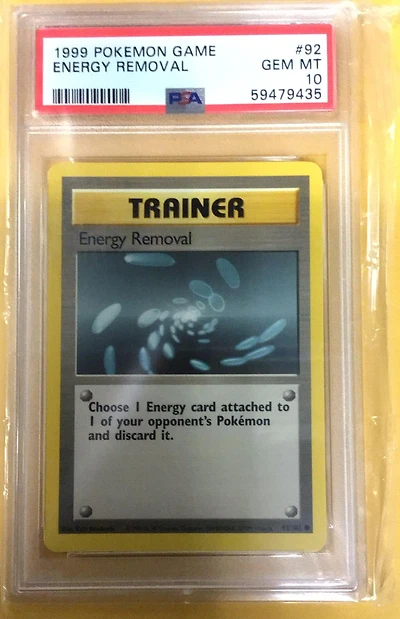 1999 POKEMON GAME #92
ENERGY REMOVAL GEM MT
10
PSA 59479435
TRAINER
Energy Removal
Choose 1 Energy card attached to
1 of your opponent's Pokémon
and discard it.